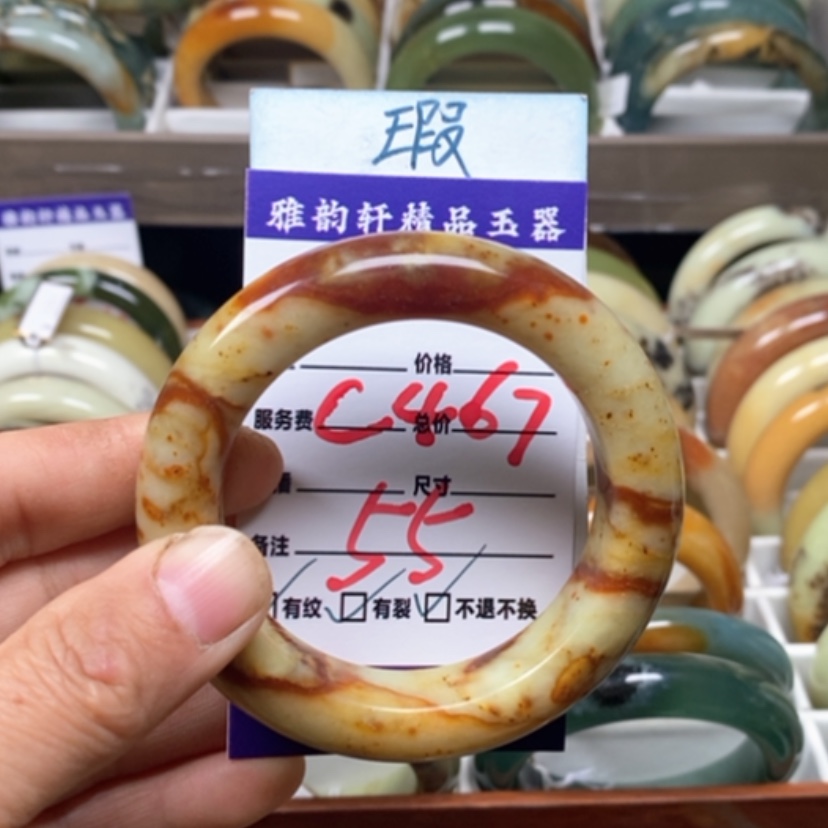 瑕
雅韵轩精品玉器
价格
服务费 C467 总价
播 尺寸
备注 55
有纹 有裂 不退不换